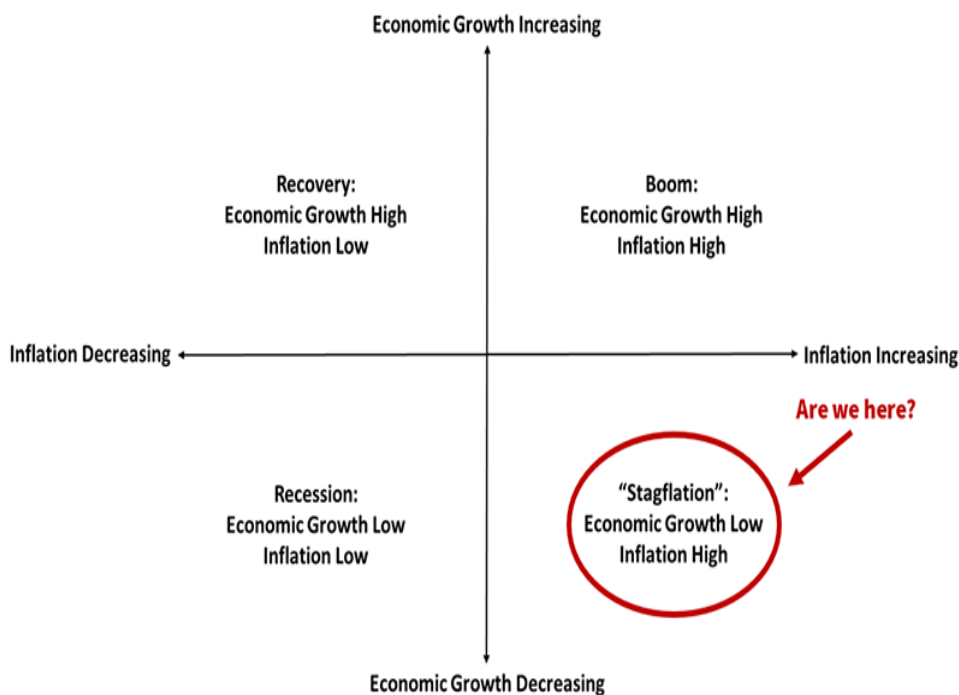 Economic Growth Increasing
Recovery:
Economic Growth High
Inflation Low
Boom:
Economic Growth High
Inflation High
Inflation Decreasing
Inflation Increasing
Are we here?
Recession:
Economic Growth Low
Inflation Low
“Stagflation”:
Economic Growth Low
Inflation High
Economic Growth Decreasing